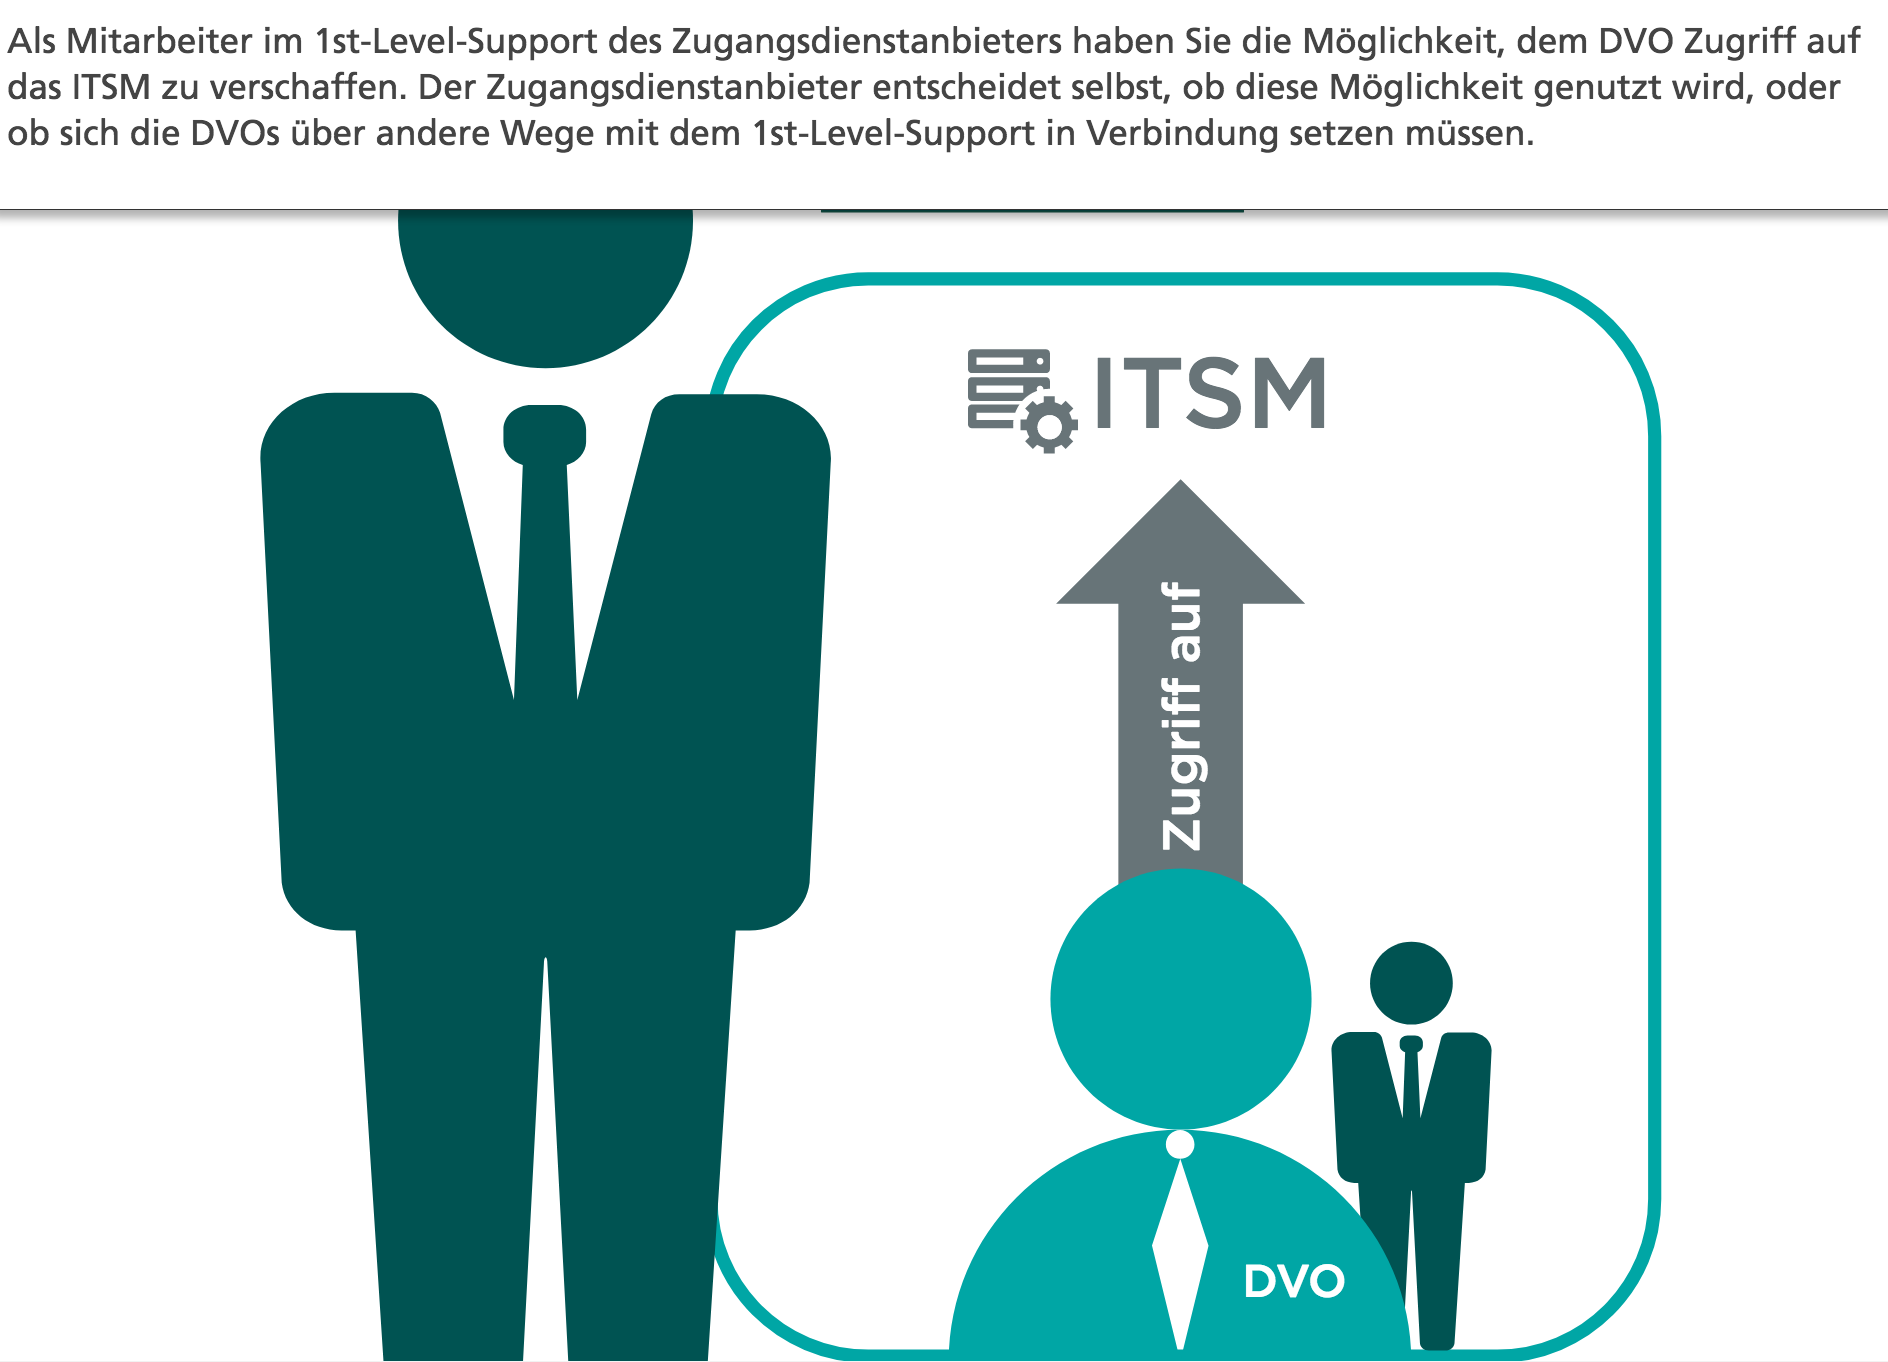 Als Mitarbeiter im 1st-Level-Support des Zugangsdienstanbieters haben Sie die Möglichkeit, dem DVO Zugriff auf
das ITSM zu verschaffen. Der Zugangsdienstanbieter entscheidet selbst, ob diese Möglichkeit genutzt wird, oder
ob sich die DVOs über andere Wege mit dem 1st-Level-Support in Verbindung setzen müssen.
ITSM
Zugriff auf
DVO